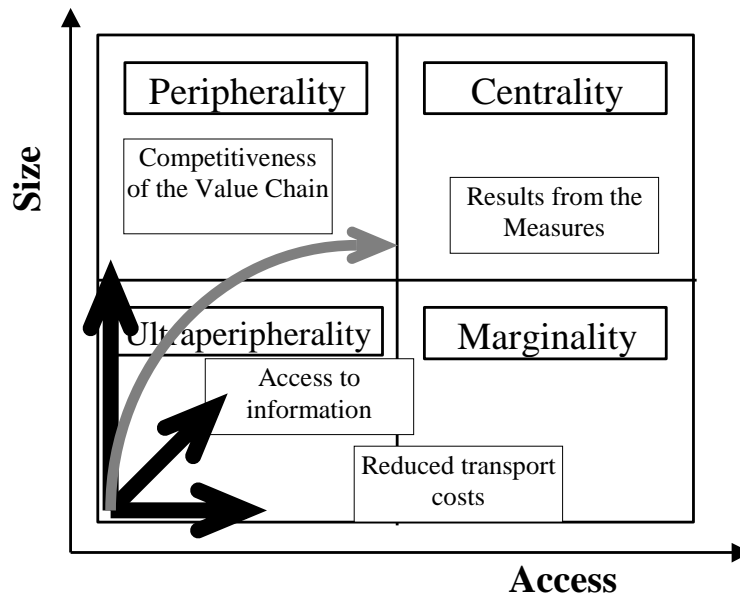 Peripherality
Centrality
Competitiveness
of the Value Chain
Results from the
Measures
Size
Ultraperipherality
Marginality
Access to
information
Reduced transport
costs
Access